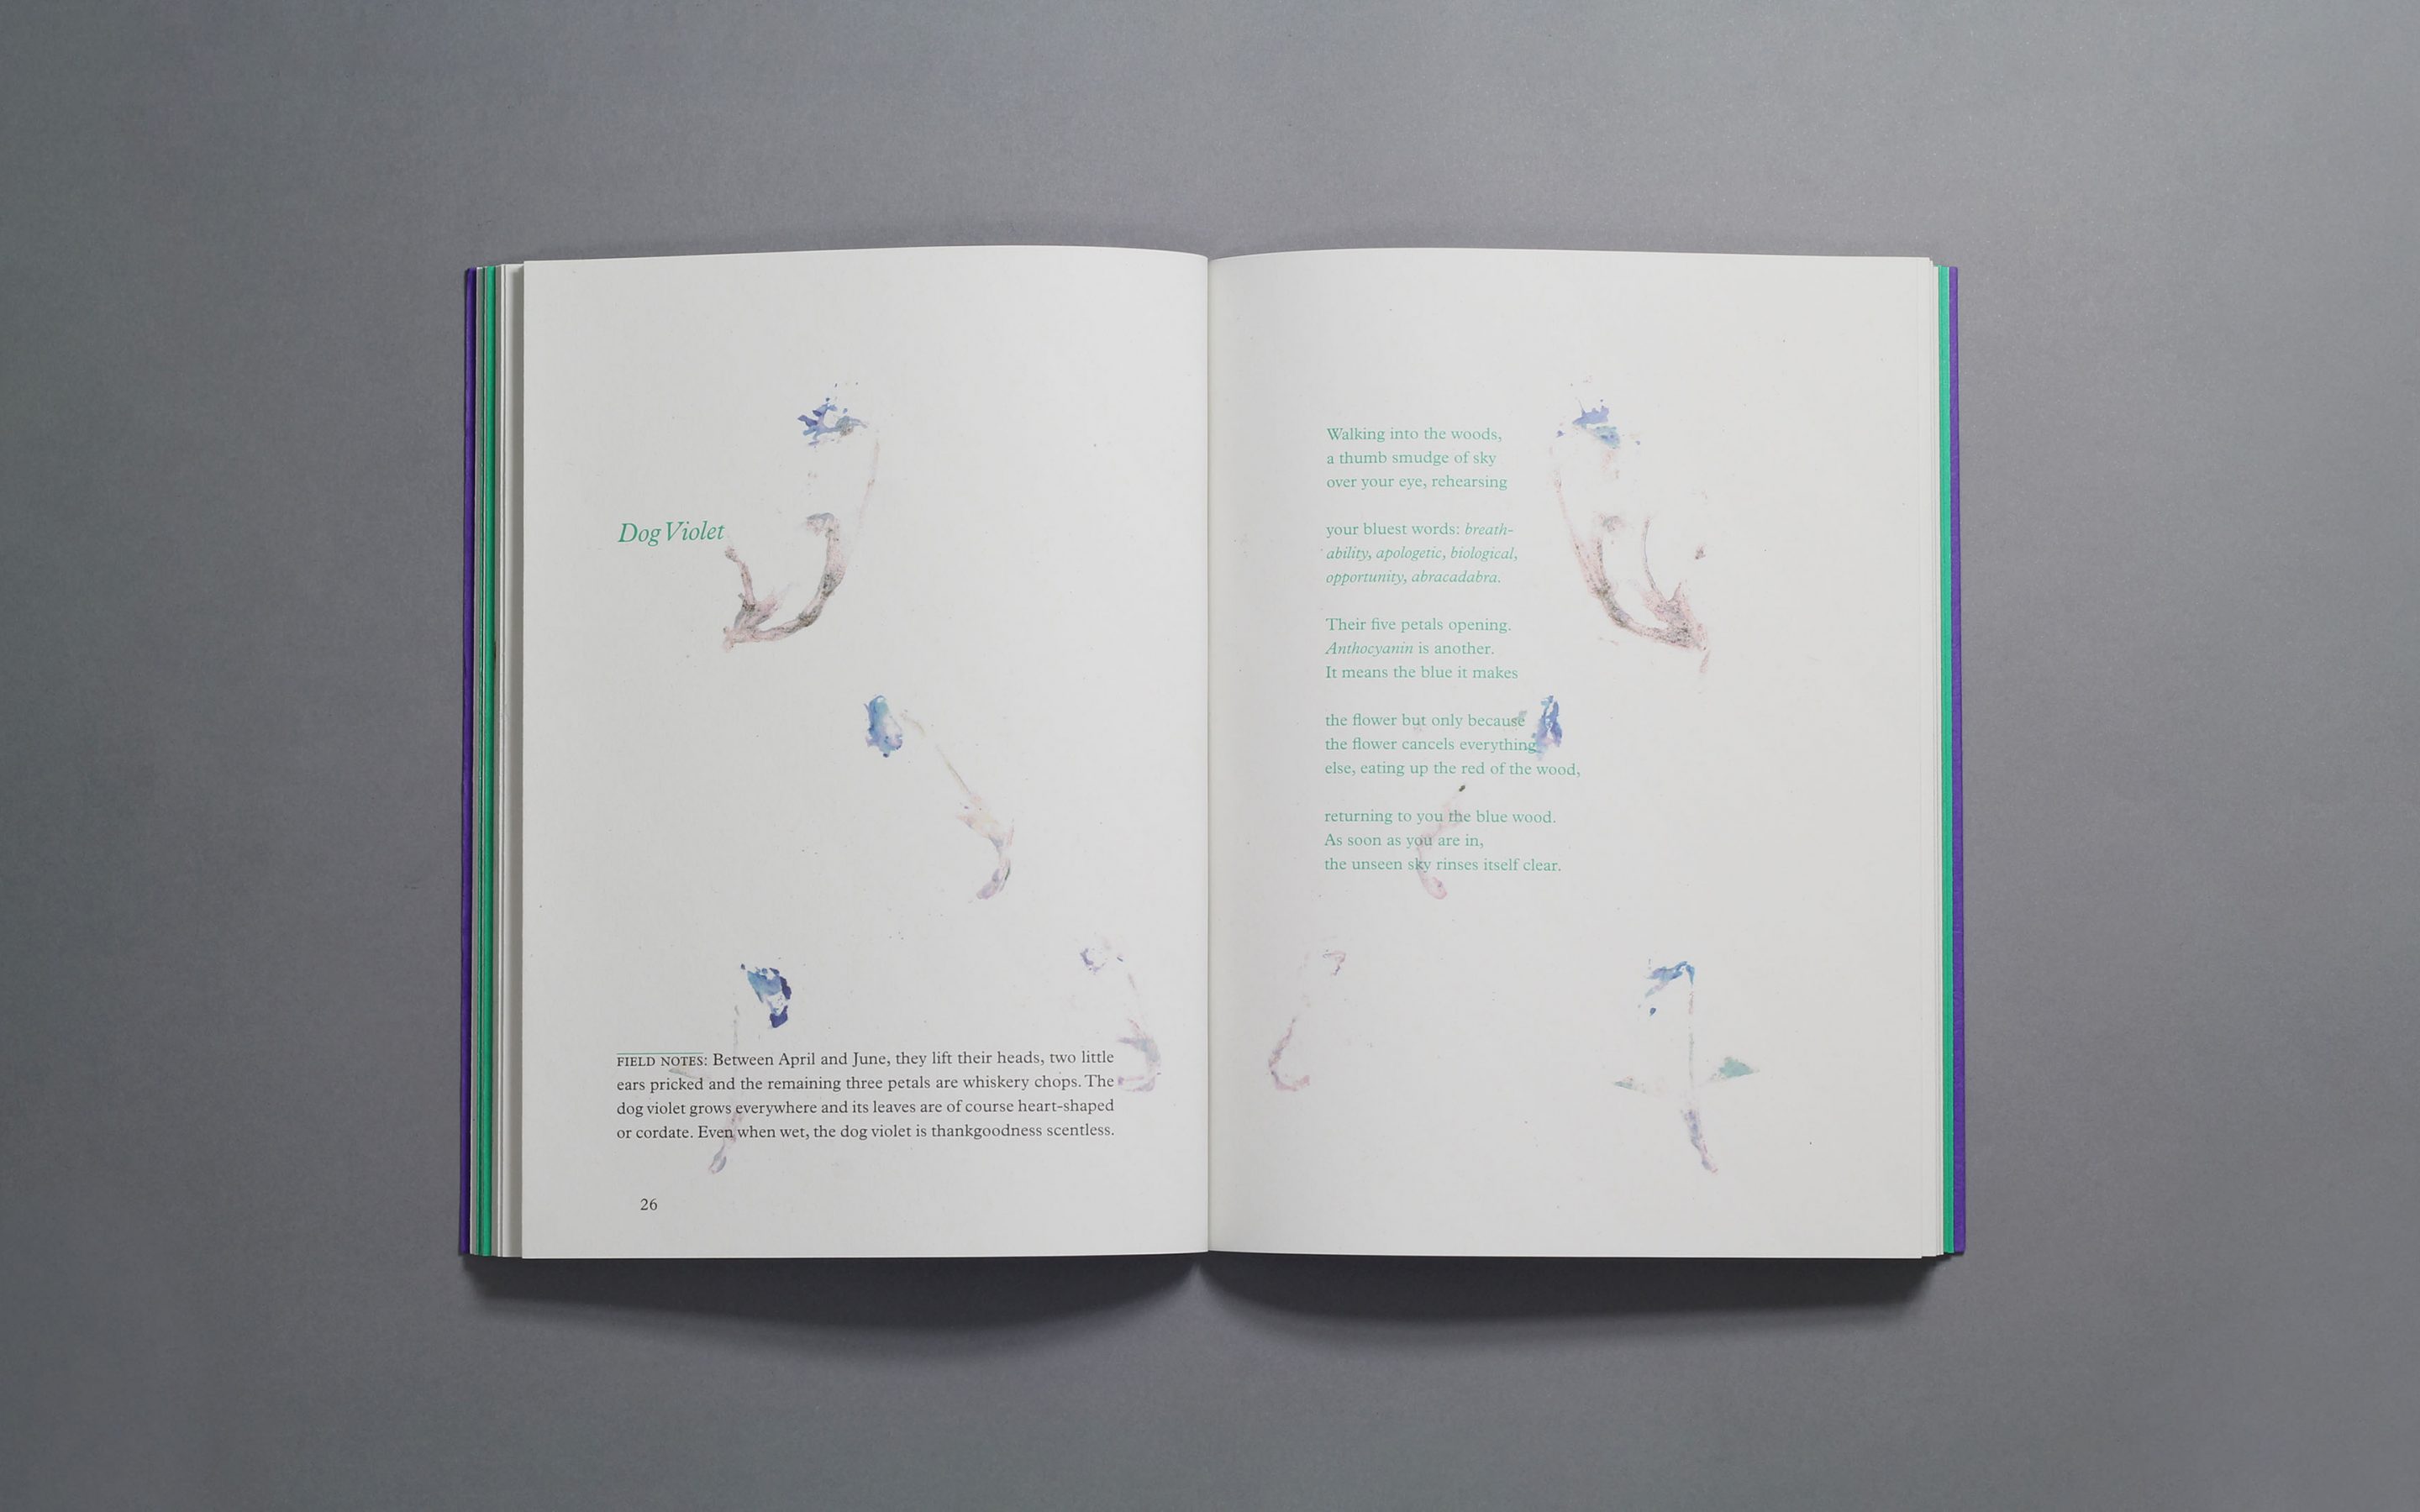 Dog Violet
FIELD NOTES: Between April and June, they lift their heads, two little
ears pricked and the remaining three petals are whiskery chops. The
dog violet grows everywhere and its leaves are of course heart-shaped
or cordate. Even when wet, the dog violet is thankgoodness scentless.
26
Walking into the woods,
a thumb smudge of sky
over your eye, rehearsing
your bluest words: breath-
ability, apologetic, biological,
opportunity, abracadabra.
Their five petals opening.
Anthocyanin is another.
It means the blue it makes
the flower but only because
the flower cancels everything
else, eating up the red of the wood,
returning to you the blue wood.
As soon as you are in,
the unseen sky rinses itself clear.